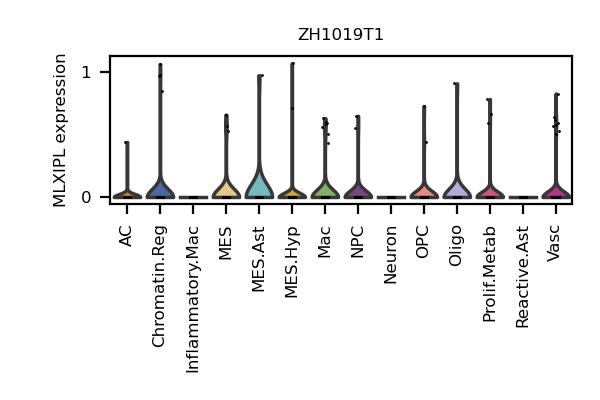 ZH1019T1
MLXIPL expression
1
0
AC
Chromatin.Reg
Inflammatory.Mac
MES
MES.Ast
MES.Hyp
Mac
NPC
Neuron
OPC
Oligo
Prolif.Metab
Reactive.Ast
Vasc